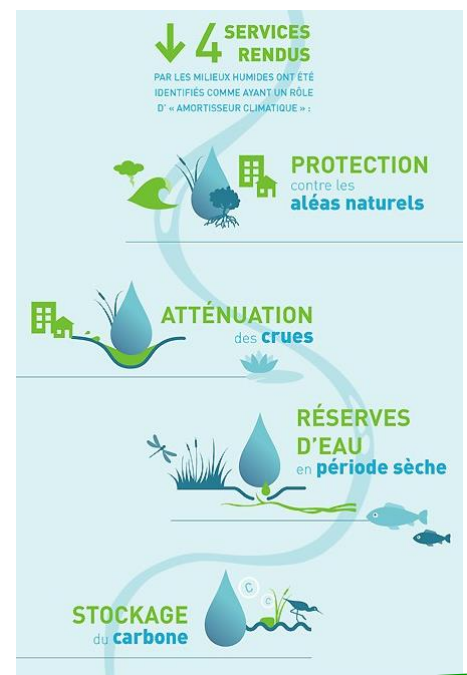 4 SERVICES
RENDUS
PAR LES MILIEUX HUMIDES ONT ÉTÉ
IDENTIFIÉS COMME AYANT UN RÔLE
D' « AMORTISSEUR CLIMATIQUE » :
PROTECTION
contre les
aléas naturels
ATTÉNUATION
des crues
RÉSERVES
D'EAU
en période sèche
C
C
STOCKAGE
du carbone